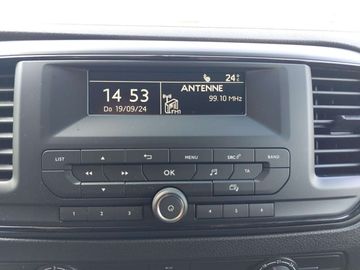 24°C
14 53
ANTENNE
99.10 MHz
Do 19/09/24
FM1
LIST
MENU
SRC
BAND
OK
TA
1 2 3 4 5 6